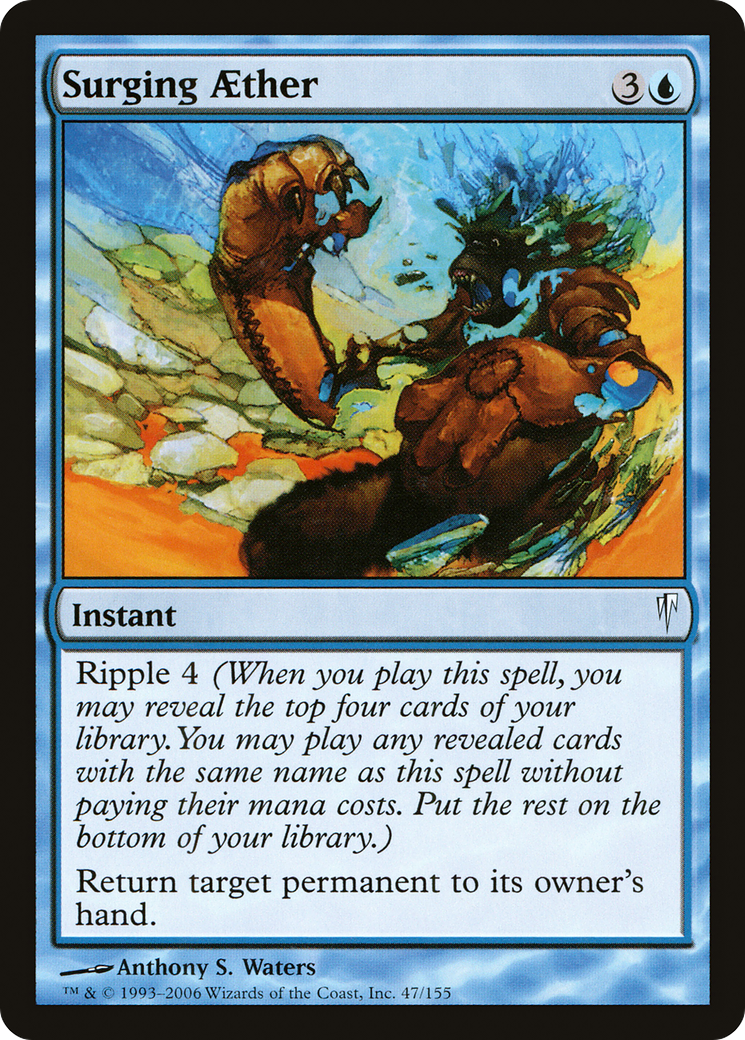 Surging Æther 3
Instant
Ripple 4 (When you play this spell, you
may reveal the top four cards of your
library. You may play any revealed cards
with the same name as this spell without
paying their mana costs. Put the rest on the
bottom of your library.)
Return target permanent to its owner's
hand.
Anthony S. Waters
™ & © 1993–2006 Wizards of the Coast, Inc. 47/155